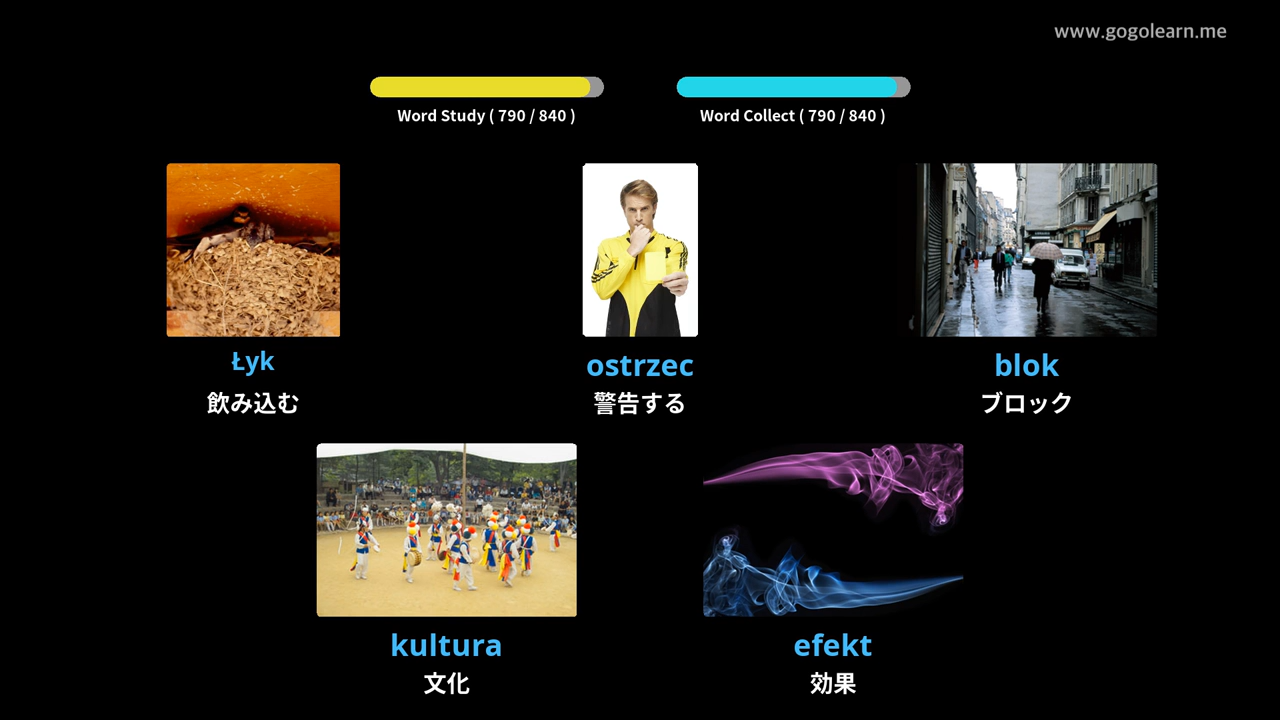 www.gogolearn.me
Word Study ( 790 / 840 )
Word Collect ( 790 / 840 )
Łyk
飲み込む
ostrzec
警告する
blok
ブロック
kultura
文化
efekt
効果